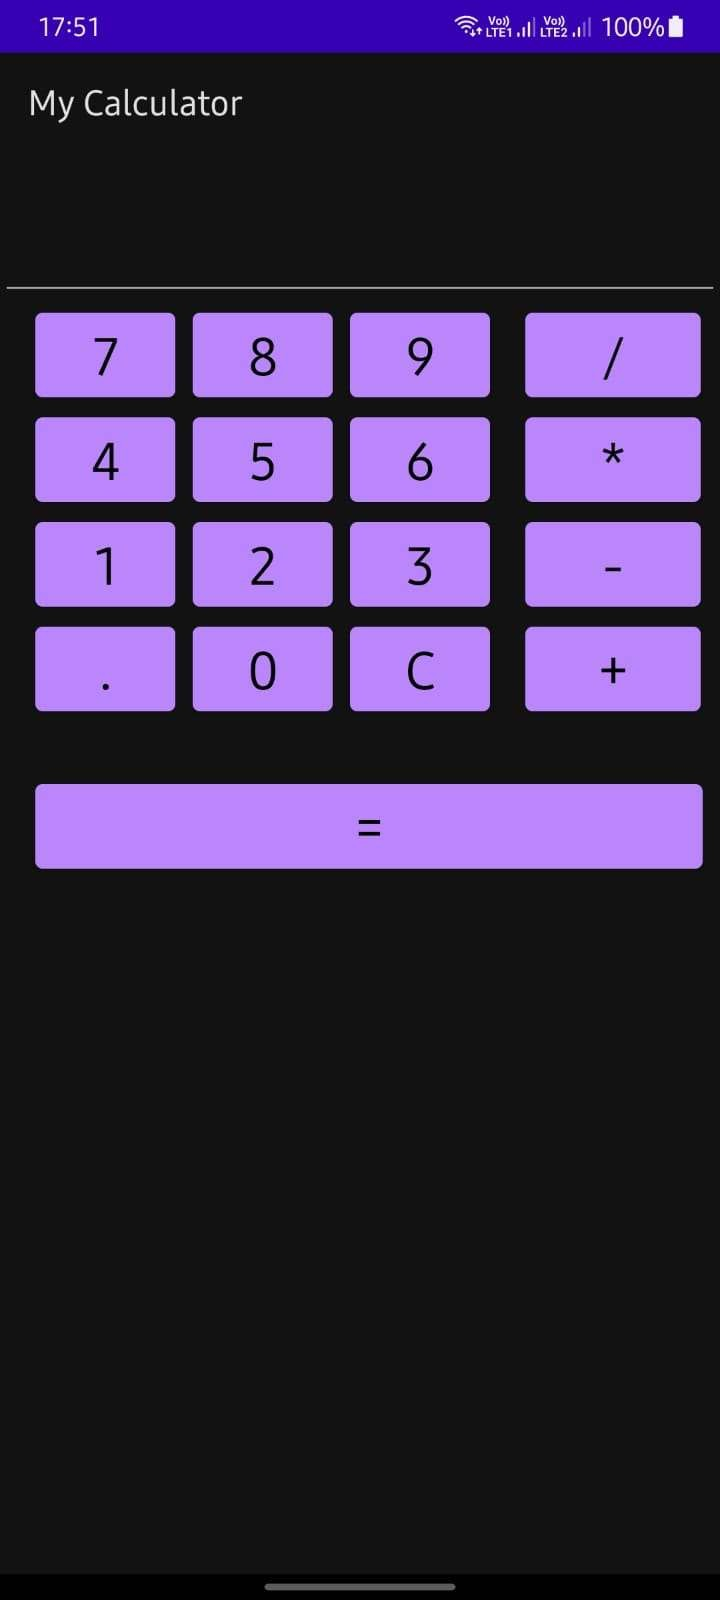 17:51 Vo)) LTE1 Vo)) LTE2 100%
My Calculator
7 8 9 /
4 5 6 *
1 2 3 -
. 0 C +
=